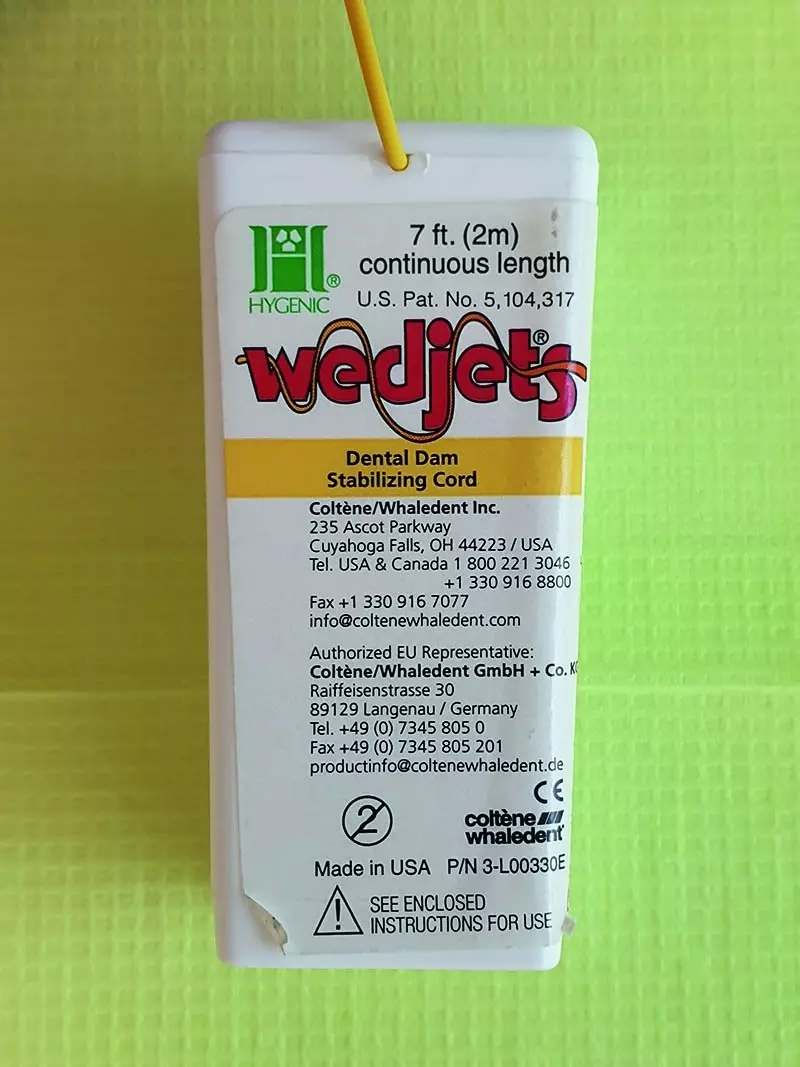 7 ft. (2m)
continuous length
U.S. Pat. No. 5,104,317
H®
HYGENIC
wedjets®
Dental Dam
Stabilizing Cord
Coltène/Whaledent Inc.
235 Ascot Parkway
Cuyahoga Falls, OH 44223 / USA
Tel. USA & Canada 1 800 221 3046
+1 330 916 8800
Fax +1 330 916 7077
info@coltenewhaledent.com
Authorized EU Representative:
Coltène/Whaledent GmbH + Co. KG
Raiffeisenstrasse 30
89129 Langenau / Germany
Tel. +49 (0) 7345 805 0
Fax +49 (0) 7345 805 201
productinfo@coltenewhaledent.de
CE
2
coltène
whaledent
Made in USA P/N 3-L00330E
SEE ENCLOSED
INSTRUCTIONS FOR USE